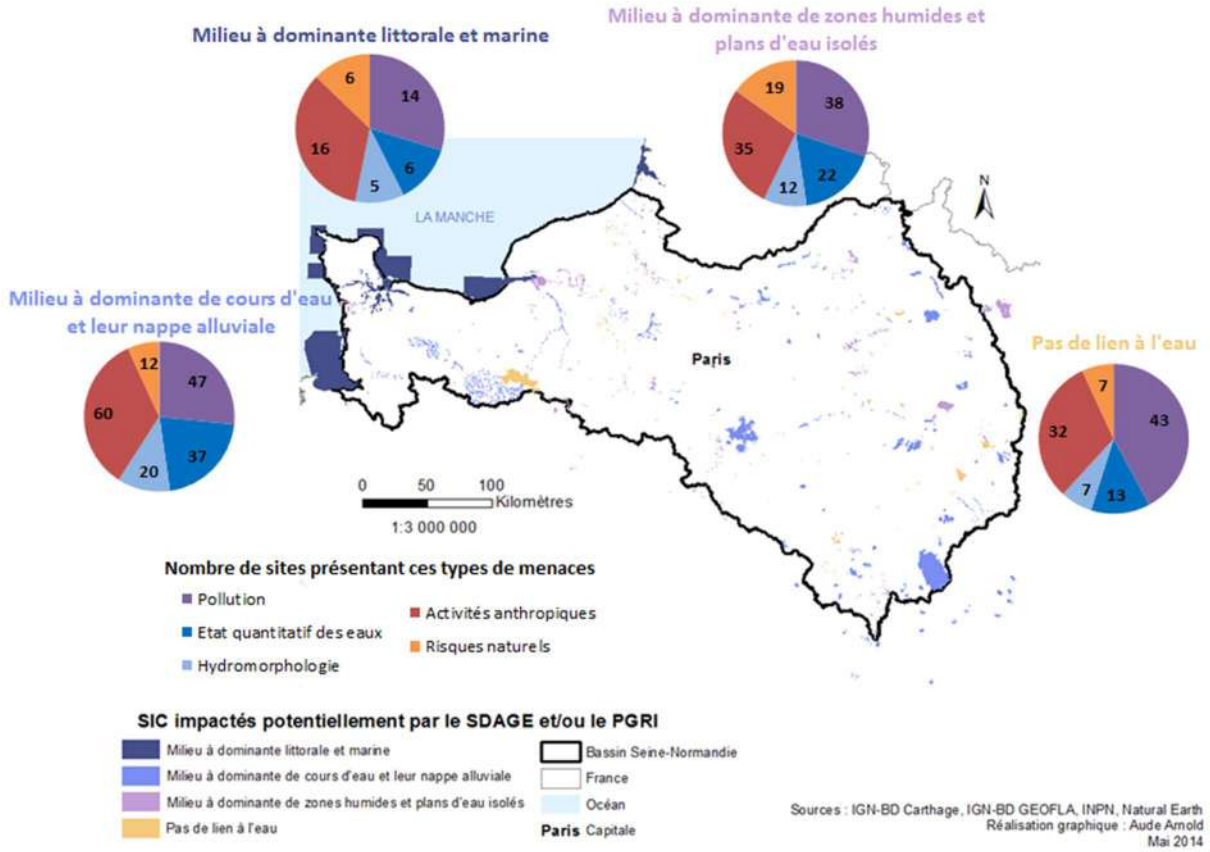 Milieu à dominante littorale et marine
6
14
16
6
5
Milieu à dominante de zones humides et
plans d'eau isolés
19
38
35
22
12
N
LA MANCHE
Milieu à dominante de cours d'eau
et leur nappe alluviale
12
47
60
37
20
Paris
Pas de lien à l'eau
7
43
32
7
13
0 50 100
Kilomètres
1:3 000 000
Nombre de sites présentant ces types de menaces
Pollution
Etat quantitatif des eaux
Hydromorphologie
Activités anthropiques
Risques naturels
SIC impactés potentiellement par le SDAGE et/ou le PGRI
Milieu à dominante littorale et marine
Milieu à dominante de cours d'eau et leur nappe alluviale
Milieu à dominante de zones humides et plans d'eau isolés
Pas de lien à l'eau
Bassin Seine-Normandie
France
Océan
Paris Capitale
Sources : IGN-BD Carthage, IGN-BD GEOFLA, INPN, Natural Earth
Réalisation graphique : Aude Arnold
Mai 2014